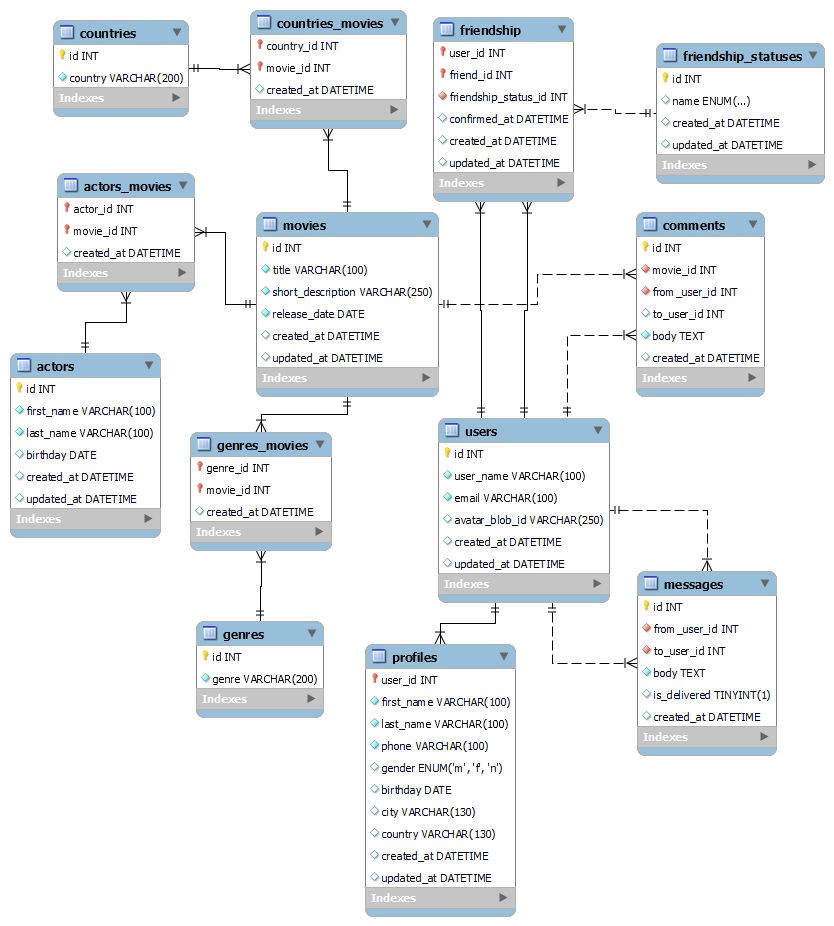 countries
id INT
country VARCHAR(200)
Indexes
countries_movies
country_id INT
movie_id INT
created_at DATETIME
Indexes
friendship
user_id INT
friend_id INT
friendship_status_id INT
confirmed_at DATETIME
created_at DATETIME
updated_at DATETIME
Indexes
friendship_statuses
id INT
name ENUM(...)
created_at DATETIME
updated_at DATETIME
Indexes
actors_movies
actor_id INT
movie_id INT
created_at DATETIME
Indexes
movies
id INT
title VARCHAR(100)
short_description VARCHAR(250)
release_date DATE
created_at DATETIME
updated_at DATETIME
Indexes
comments
id INT
movie_id INT
from_user_id INT
to_user_id INT
body TEXT
created_at DATETIME
Indexes
actors
id INT
first_name VARCHAR(100)
last_name VARCHAR(100)
birthday DATE
created_at DATETIME
updated_at DATETIME
Indexes
genres_movies
genre_id INT
movie_id INT
created_at DATETIME
Indexes
users
id INT
user_name VARCHAR(100)
email VARCHAR(100)
avatar_blob_id VARCHAR(250)
created_at DATETIME
updated_at DATETIME
Indexes
genres
id INT
genre VARCHAR(200)
Indexes
profiles
user_id INT
first_name VARCHAR(100)
last_name VARCHAR(100)
phone VARCHAR(100)
gender ENUM('m', 'f', 'n')
birthday DATE
city VARCHAR(130)
country VARCHAR(130)
created_at DATETIME
updated_at DATETIME
Indexes
messages
id INT
from_user_id INT
to_user_id INT
body TEXT
is_delivered TINYINT(1)
created_at DATETIME
Indexes